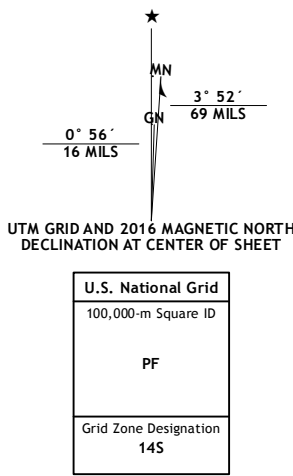 ★
MN
3° 52´
69 MILS
GN
0° 56´
16 MILS
UTM GRID AND 2016 MAGNETIC NORTH
DECLINATION AT CENTER OF SHEET
U.S. National Grid
100,000-m Square ID
PF
Grid Zone Designation
14S